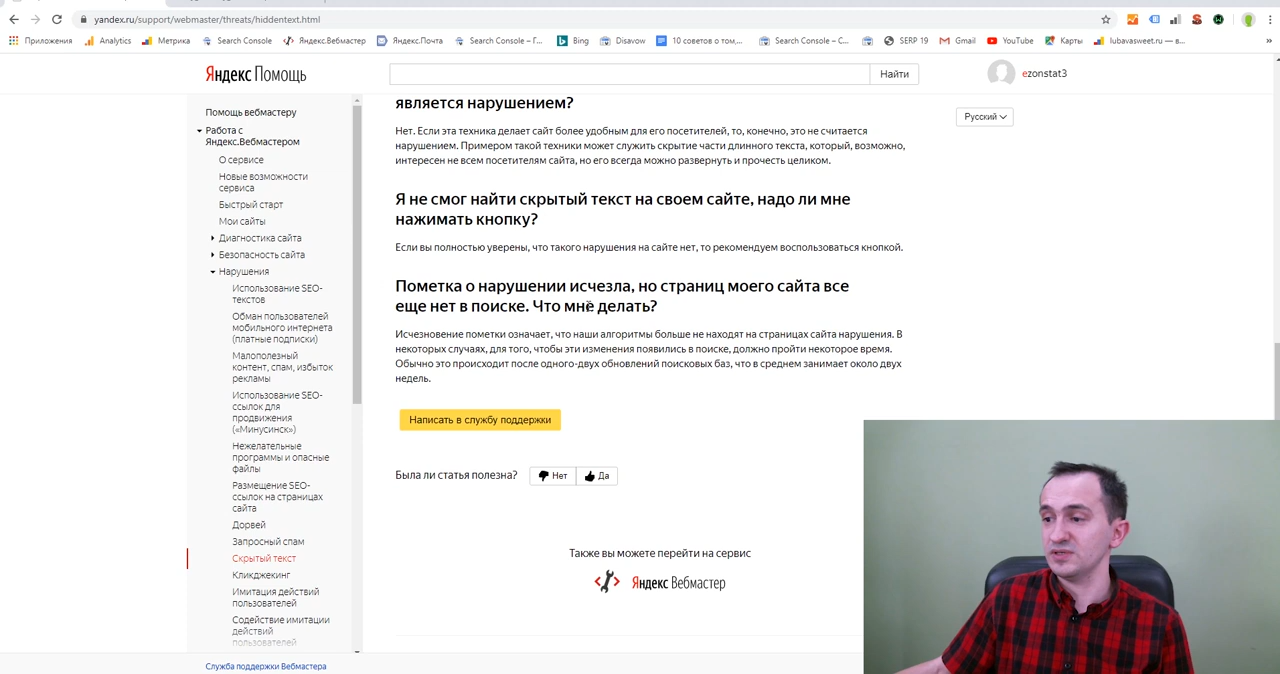 yandex.ru/support/webmaster/threats/hiddentext.html
Приложения Analytics Метрика Search Console Яндекс.Вебмастер Яндекс.Почта Search Console – Г... Bing Disavow 10 советов о том,... Search Console – С... SERP 19 Gmail YouTube Карты lubavasweet.ru — в... »
Яндекс Помощь
Найти
ezonstat3
Русский
Помощь вебмастеру
Работа с
Яндекс.Вебмастером
О сервисе
Новые возможности
сервиса
Быстрый старт
Мои сайты
Диагностика сайта
Безопасность сайта
Нарушения
Использование SEO-
текстов
Обман пользователей
мобильного интернета
(платные подписки)
Малополезный
контент, спам, избыток
рекламы
Использование SEO-
ссылок для
продвижения
(«Минусинск»)
Нежелательные
программы и опасные
файлы
Размещение SEO-
ссылок на страницах
сайта
Дорвей
Запросный спам
Скрытый текст
Кликджекинг
Имитация действий
пользователей
Содействие имитации
действий
пользователей
Служба поддержки Вебмастера
является нарушением?
Нет. Если эта техника делает сайт более удобным для его посетителей, то, конечно, это не считается
нарушением. Примером такой техники может служить скрытие части длинного текста, который, возможно,
интересен не всем посетителям сайта, но его всегда можно развернуть и прочесть целиком.
Я не смог найти скрытый текст на своем сайте, надо ли мне
нажимать кнопку?
Если вы полностью уверены, что такого нарушения на сайте нет, то рекомендуем воспользоваться кнопкой.
Пометка о нарушении исчезла, но страниц моего сайта все
еще нет в поиске. Что мне делать?
Исчезновение пометки означает, что наши алгоритмы больше не находят на страницах сайта нарушения. В
некоторых случаях, для того, чтобы эти изменения появились в поиске, должно пройти некоторое время.
Обычно это происходит после одного-двух обновлений поисковых баз, что в среднем занимает около двух
недель.
Написать в службу поддержки
Была ли статья полезна? Нет Да
Также вы можете перейти на сервис
Яндекс Вебмастер